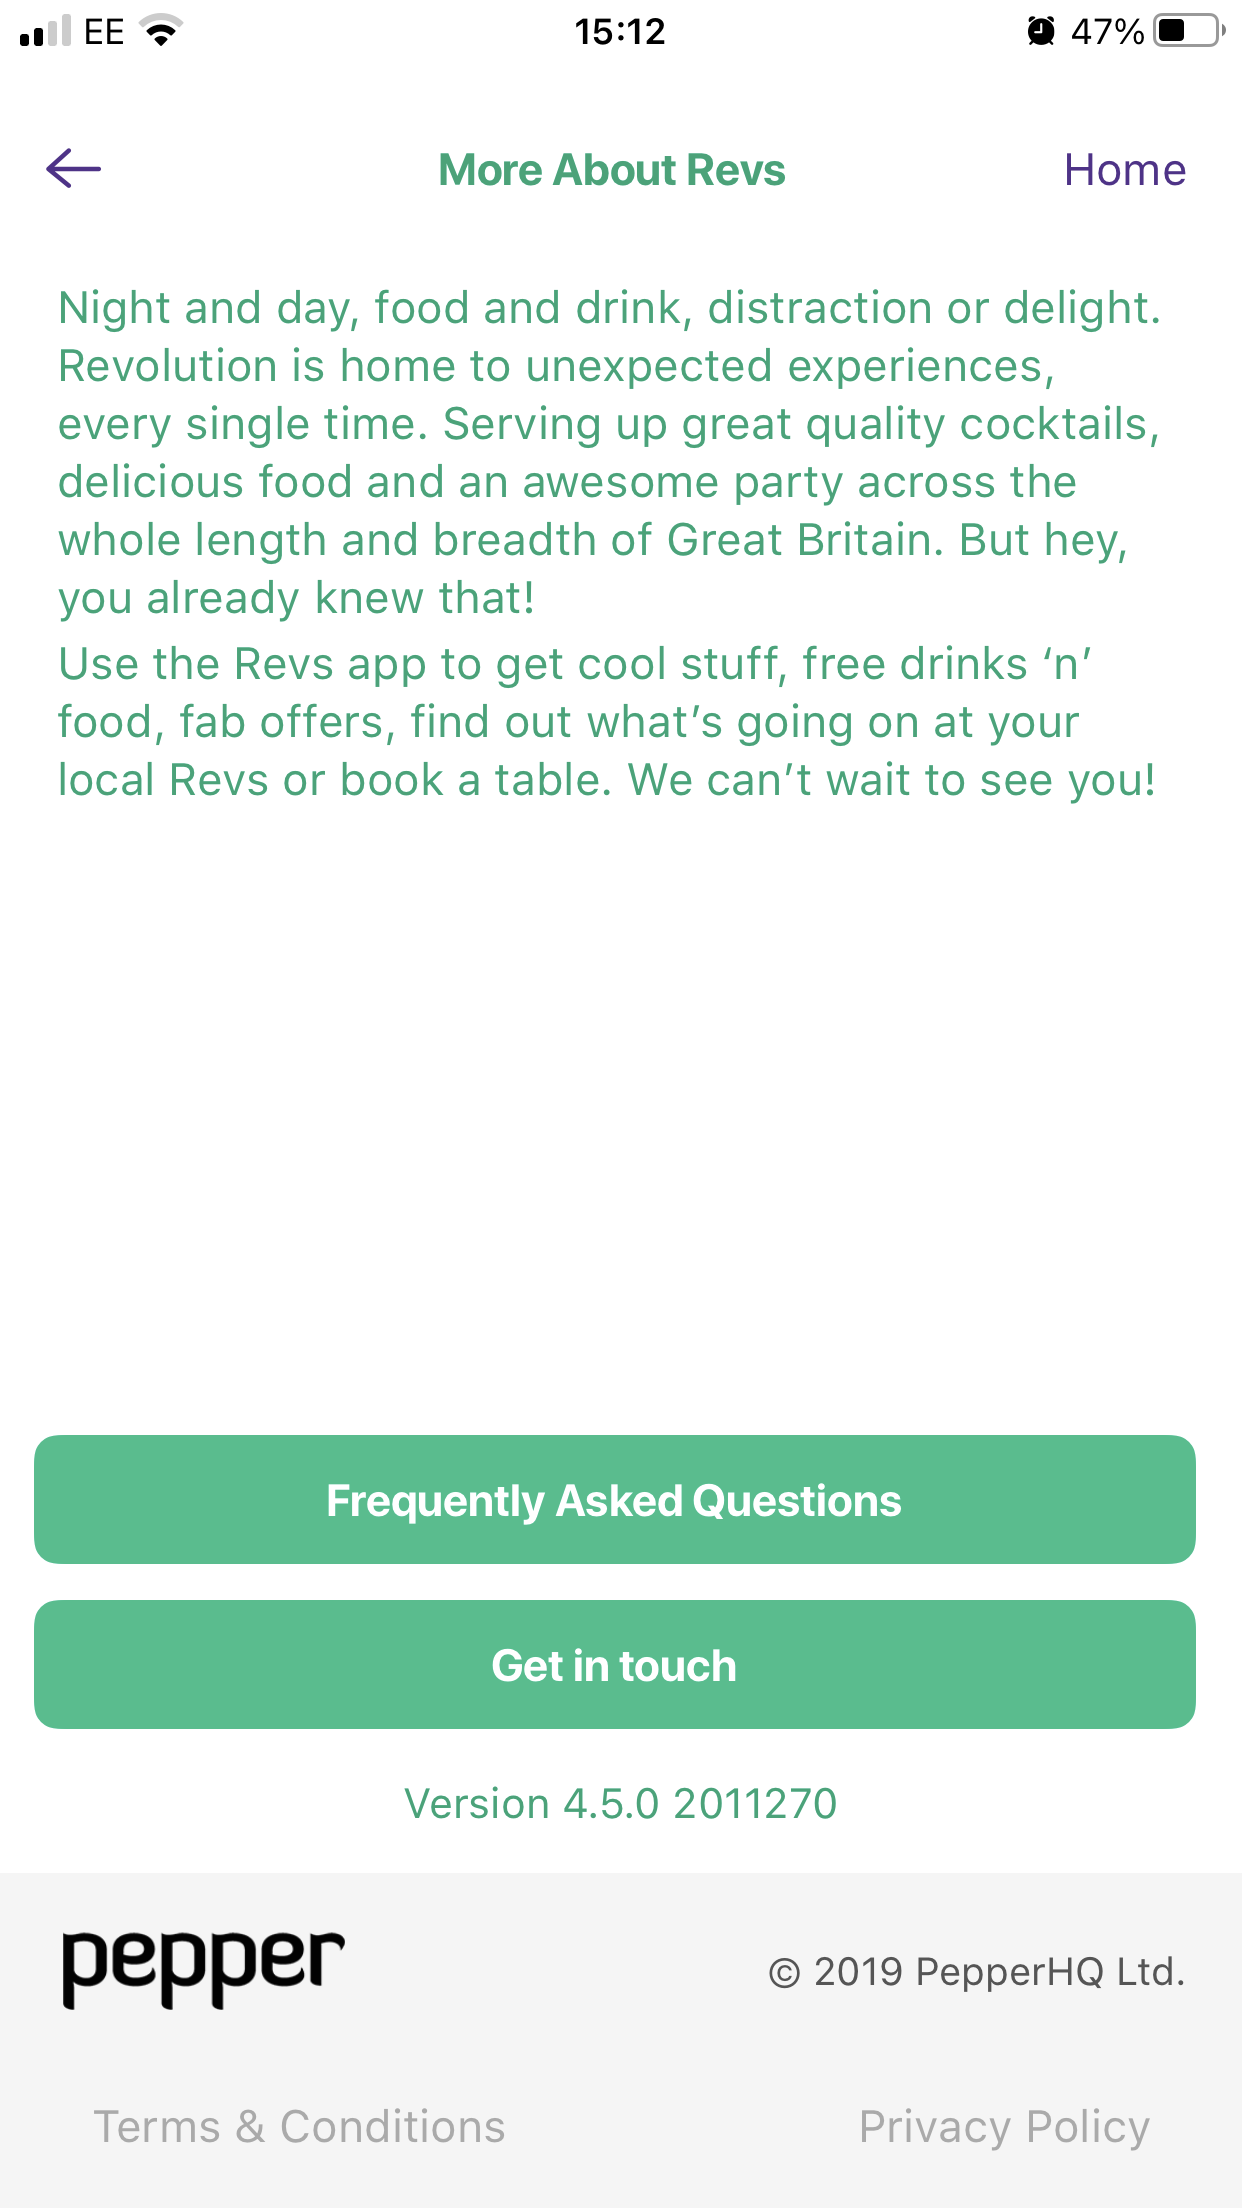 EE 15:12 47%
More About Revs Home
Night and day, food and drink, distraction or delight.
Revolution is home to unexpected experiences,
every single time. Serving up great quality cocktails,
delicious food and an awesome party across the
whole length and breadth of Great Britain. But hey,
you already knew that!
Use the Revs app to get cool stuff, free drinks ‘n’
food, fab offers, find out what’s going on at your
local Revs or book a table. We can’t wait to see you!
Frequently Asked Questions
Get in touch
Version 4.5.0 2011270
pepper © 2019 PepperHQ Ltd.
Terms & Conditions Privacy Policy